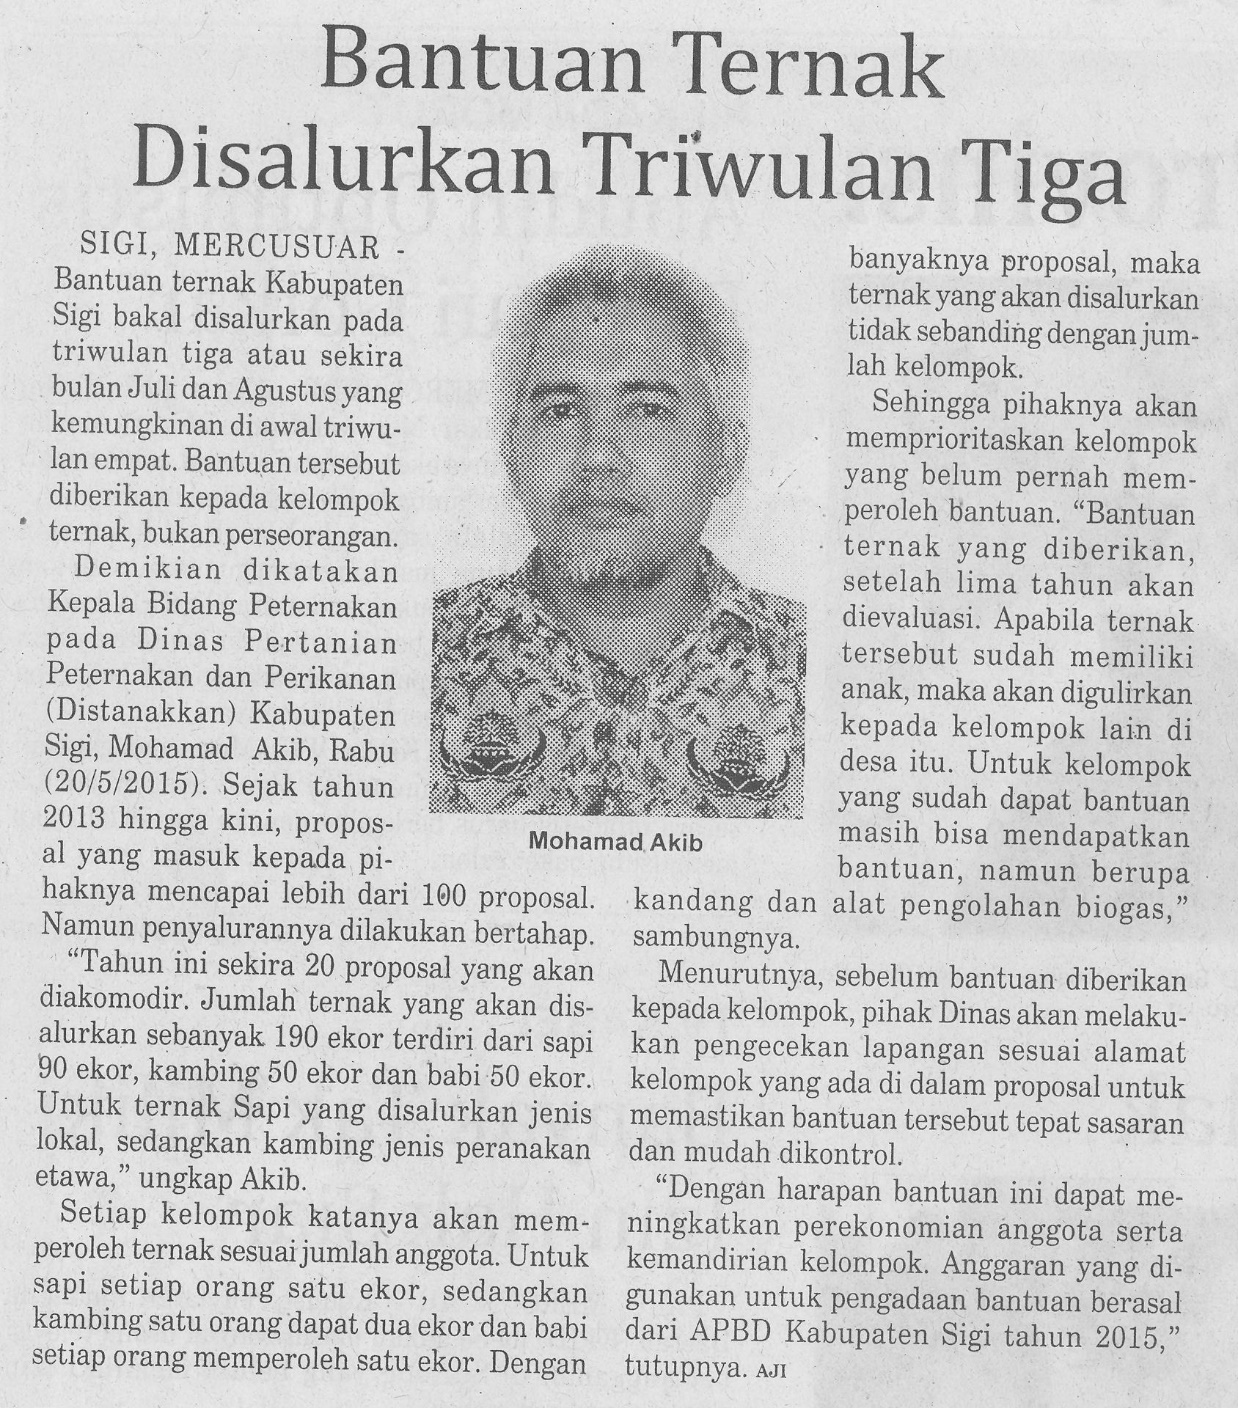 Bantuan Ternak
Disalurkan Triwulan Tiga
SIGI, MERCUSUAR -
Bantuan ternak Kabupaten
Sigi bakal disalurkan pada
triwulan tiga atau sekira
bulan Juli dan Agustus yang
kemungkinan di awal triwu-
lan empat. Bantuan tersebut
diberikan kepada kelompok
ternak, bukan perseorangan.
Demikian dikatakan
Kepala Bidang Peternakan
pada Dinas Pertanian
Peternakan dan Perikanan
(Distanakkan) Kabupaten
Sigi, Mohamad Akib, Rabu
(20/5/2015). Sejak tahun
2013 hingga kini, propos-
al yang masuk kepada pi-
haknya mencapai lebih dari 100 proposal.
Namun penyalurannya dilakukan bertahap.
“Tahun ini sekira 20 proposal yang akan
diakomodir. Jumlah ternak yang akan dis-
alurkan sebanyak 190 ekor terdiri dari sapi
90 ekor, kambing 50 ekor dan babi 50 ekor.
Untuk ternak Sapi yang disalurkan jenis
lokal, sedangkan kambing jenis peranakan
etawa,” ungkap Akib.
Setiap kelompok katanya akan mem-
peroleh ternak sesuai jumlah anggota. Untuk
sapi setiap orang satu ekor, sedangkan
kambing satu orang dapat dua ekor dan babi
setiap orang memperoleh satu ekor. Dengan
Mohamad Akib
banyaknya proposal, maka
ternak yang akan disalurkan
tidak sebanding dengan jum-
lah kelompok.
Sehingga pihaknya akan
memprioritaskan kelompok
yang belum pernah mem-
peroleh bantuan. “Bantuan
ternak yang diberikan,
setelah lima tahun akan
dievaluasi. Apabila ternak
tersebut sudah memiliki
anak, maka akan digulirkan
kepada kelompok lain di
desa itu. Untuk kelompok
yang sudah dapat bantuan
masih bisa mendapatkan
bantuan, namun berupa
kandang dan alat pengolahan biogas,”
sambungnya.
Menurutnya, sebelum bantuan diberikan
kepada kelompok, pihak Dinas akan melaku-
kan pengecekan lapangan sesuai alamat
kelompok yang ada di dalam proposal untuk
memastikan bantuan tersebut tepat sasaran
dan mudah dikontrol.
“Dengan harapan bantuan ini dapat me-
ningkatkan perekonomian anggota serta
kemandirian kelompok. Anggaran yang di-
gunakan untuk pengadaan bantuan berasal
dari APBD Kabupaten Sigi tahun 2015,”
tutupnya. AJI